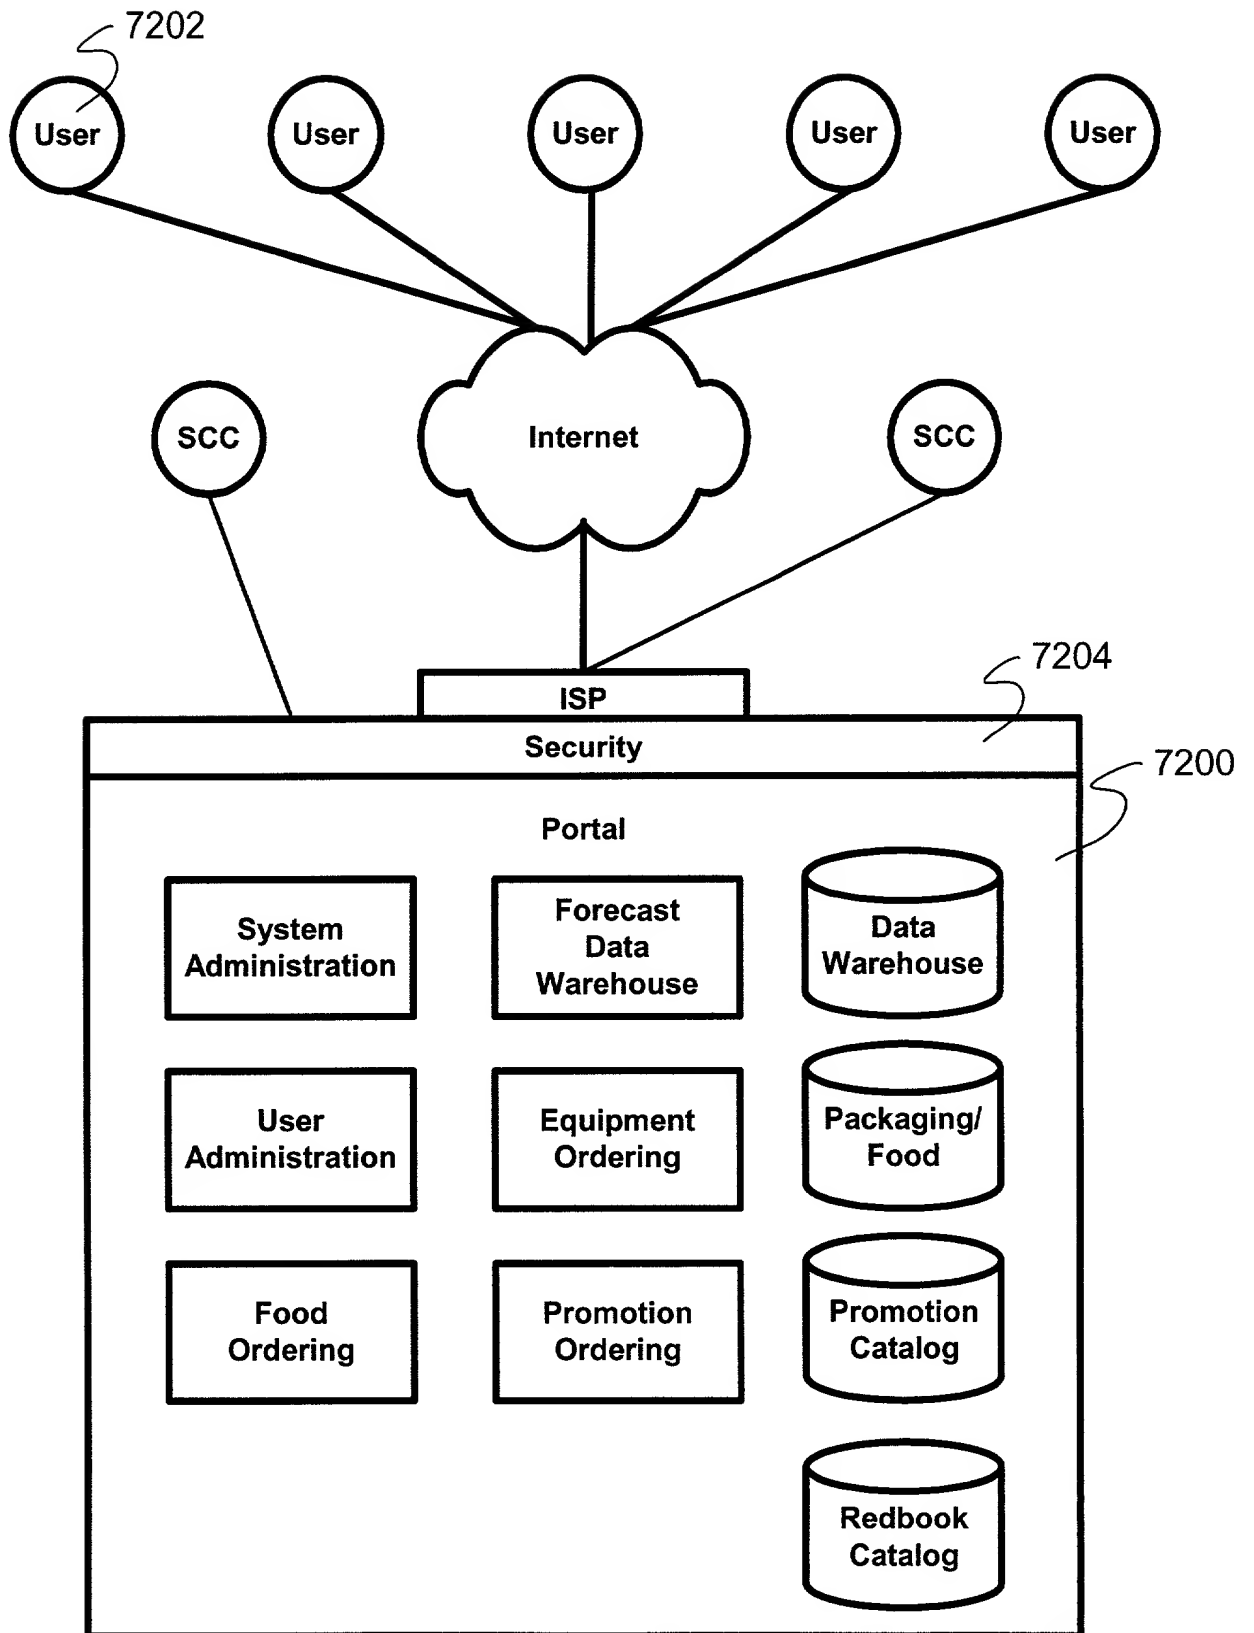 7202
User
User
User
User
User
SCC
Internet
SCC
ISP
7204
Security
7200
Portal
System
Administration
Forecast
Data
Warehouse
Data
Warehouse
User
Administration
Equipment
Ordering
Packaging/
Food
Food
Ordering
Promotion
Ordering
Promotion
Catalog
Redbook
Catalog